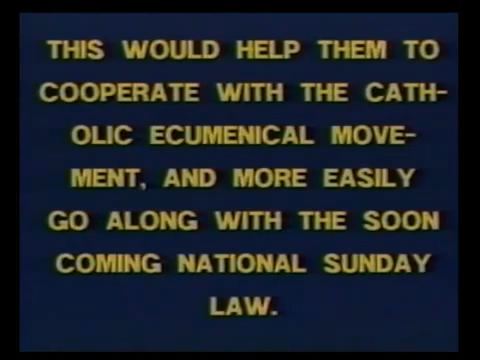 THIS WOULD HELP THEM TO
COOPERATE WITH THE CATH-
OLIC ECUMENICAL MOVE-
MENT, AND MORE EASILY
GO ALONG WITH THE SOON
COMING NATIONAL SUNDAY
LAW.